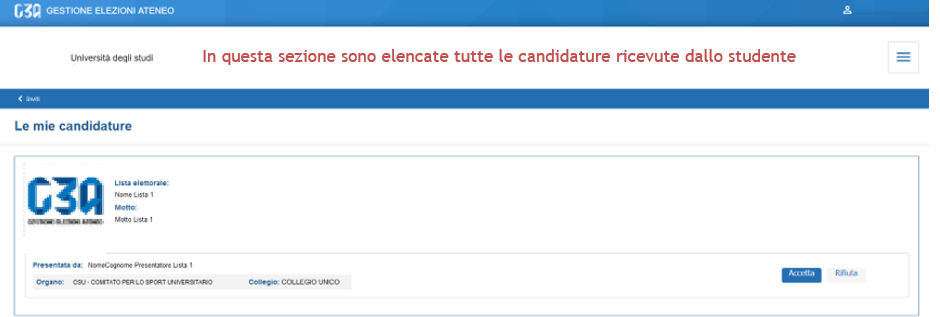 G3A GESTIONE ELEZIONI ATENEO
Università degli studi
In questa sezione sono elencate tutte le candidature ricevute dallo studente
Inviti
Le mie candidature
G3A
GESTIONE ELEZIONI ATENEO
Lista elettorale:
Nome Lista 1
Motto:
Motto Lista 1
Presentata da: NomeCognome Presentatore Lista 1
Organo: CSU - COMITATO PER LO SPORT UNIVERSITARIO Collegio: COLLEGIO UNICO
Accetta Rifiuta